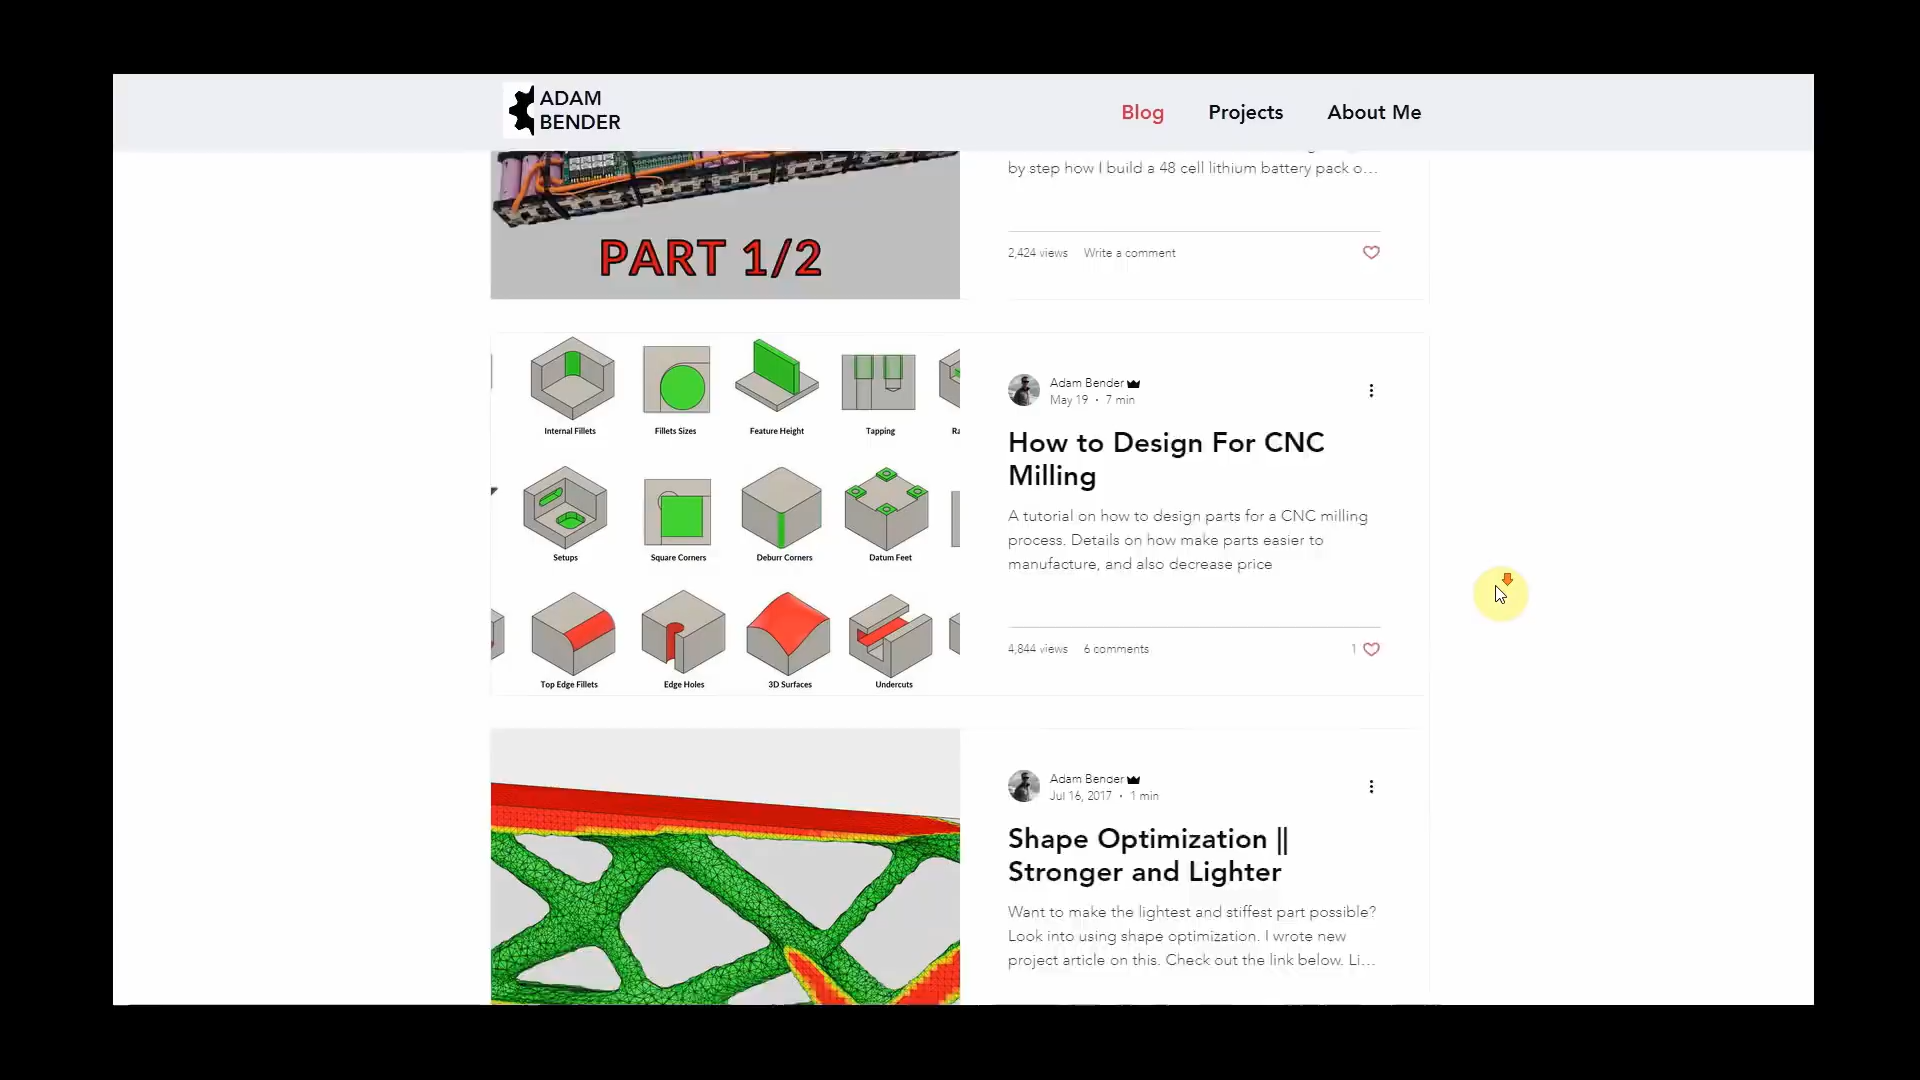 ADAM
BENDER
Blog
Projects
About Me
by step how I build a 48 cell lithium battery pack o...
PART 1/2
2,424 views
Write a comment
Internal Fillets
Fillets Sizes
Feature Height
Tapping
Ra
Setups
Square Corners
Deburr Corners
Datum Feet
Top Edge Fillets
Edge Holes
3D Surfaces
Undercuts
Adam Bender
May 19 · 7 min
How to Design For CNC
Milling
A tutorial on how to design parts for a CNC milling
process. Details on how make parts easier to
manufacture, and also decrease price
4,844 views
6 comments
1
Adam Bender
Jul 16, 2017 · 1 min
Shape Optimization ||
Stronger and Lighter
Want to make the lightest and stiffest part possible?
Look into using shape optimization. I wrote new
project article on this. Check out the link below. Li...